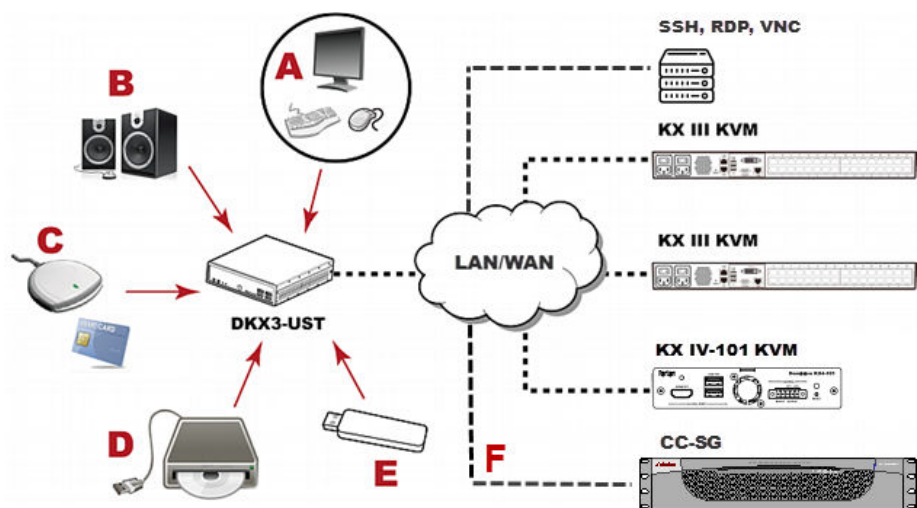 SSH, RDP, VNC
A
B
KX III KVM
C
LAN/WAN
KX III KVM
DKX3-UST
KX IV-101 KVM
D
E
F
CC-SG